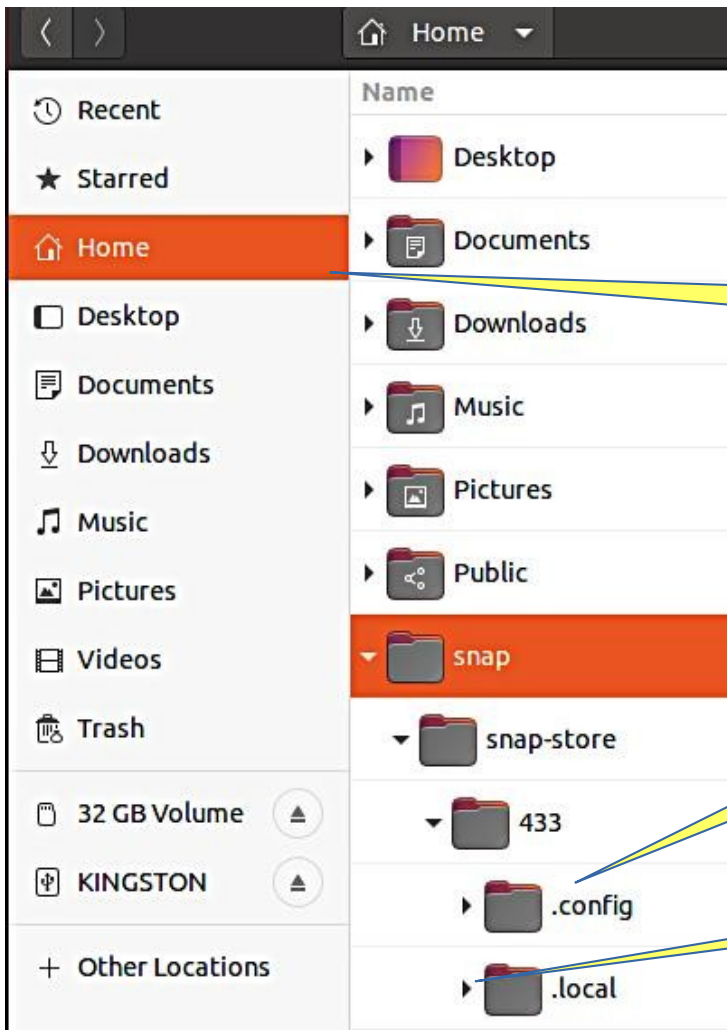 Home
Recent
Starred
Home
Desktop
Documents
Downloads
Music
Pictures
Videos
Trash
32 GB Volume
KINGSTON
Other Locations
Name
Desktop
Documents
Downloads
Music
Pictures
Public
snap
snap-store
433
.config
.local